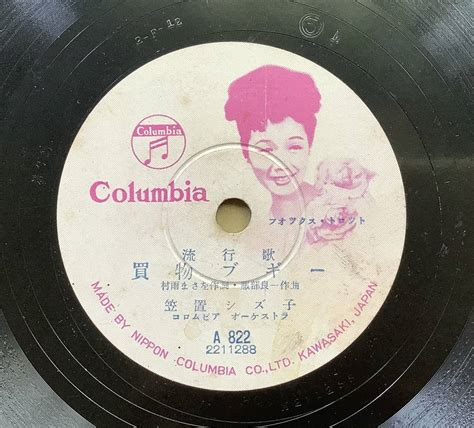 2-F-12
Columbia
Columbia
フオツクス・トロツト
流行歌
買物ブギー
村雨まさを作詞・服部良一作曲
笠置シズ子
コロムビア オーケストラ
A 822
2211288
MADE BY NIPPON COLUMBIA CO.,LTD. KAWASAKI, JAPAN